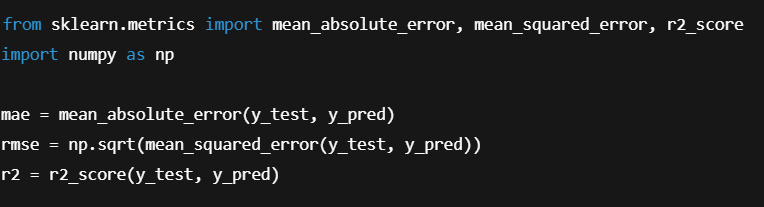 from sklearn.metrics import mean_absolute_error, mean_squared_error, r2_score
import numpy as np
mae = mean_absolute_error(y_test, y_pred)
rmse = np.sqrt(mean_squared_error(y_test, y_pred))
r2 = r2_score(y_test, y_pred)